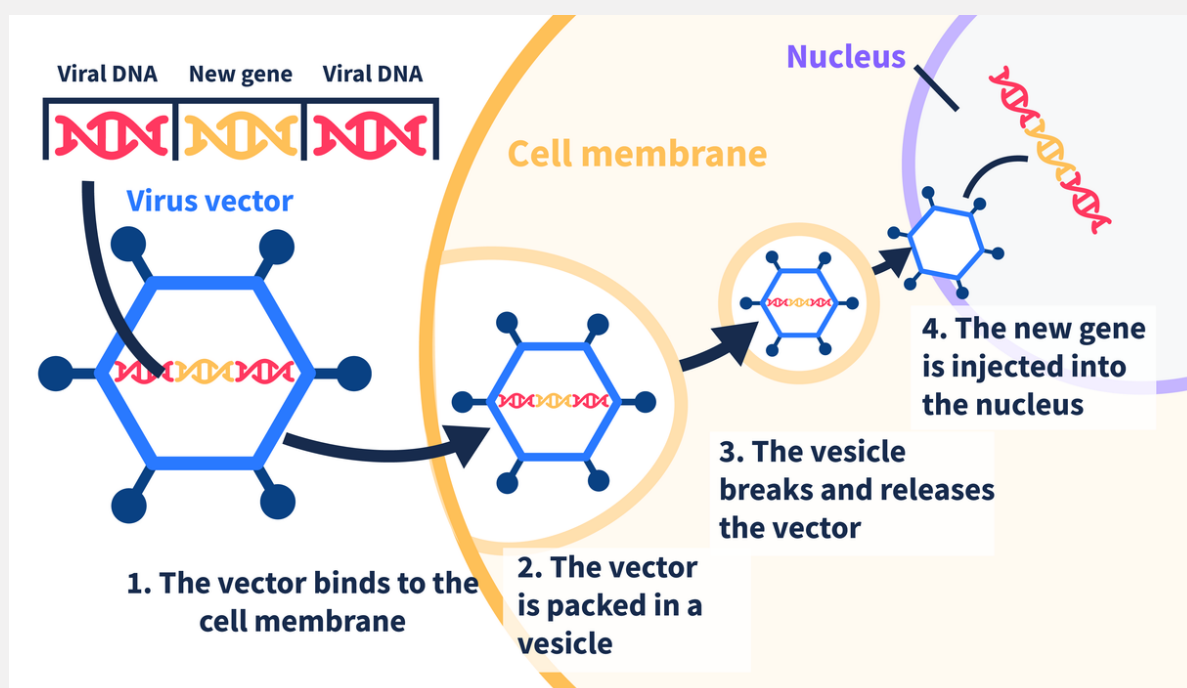 Viral DNA
New gene
Viral DNA
Virus vector
Cell membrane
Nucleus
1. The vector binds to the
cell membrane
2. The vector
is packed in a
vesicle
3. The vesicle
breaks and releases
the vector
4. The new gene
is injected into
the nucleus